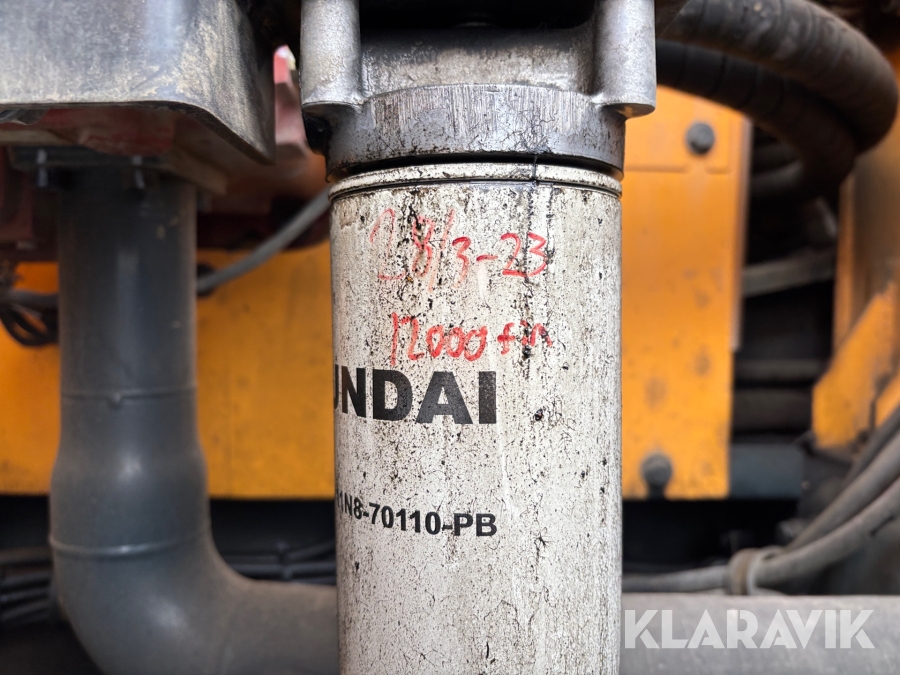 28/3-23
12000 tim
UNDAI
1N8-70110-PB
KLARAVIK